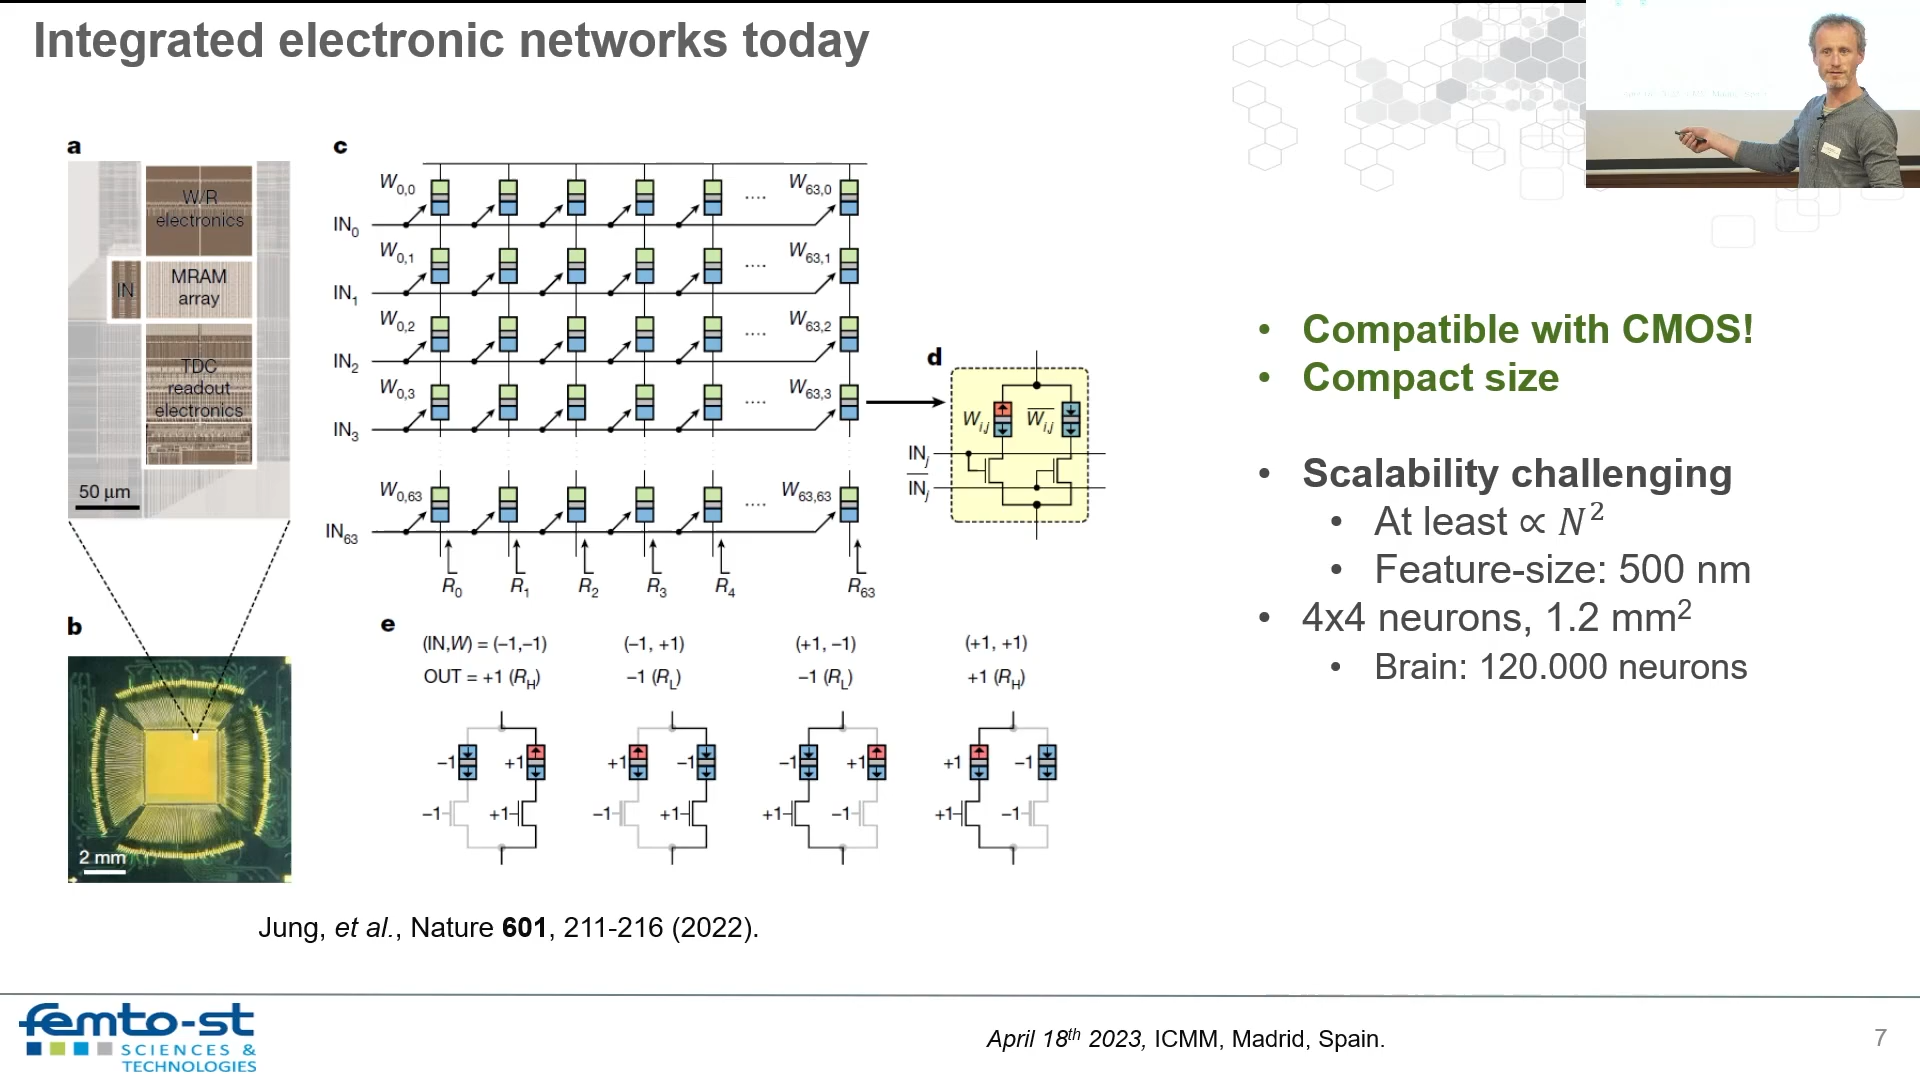 Integrated electronic networks today
a
W/R
electronics
IN
MRAM
array
TDC
readout
electronics
50 µm
b
2 mm
c
W0,0 W63,0
IN0
W0,1 W63,1
IN1
W0,2 W63,2
IN2
W0,3 W63,3
IN3
W0,63 W63,63
IN63
R0 R1 R2 R3 R4 R63
d
Wi,j W̅i,j
INj
I̅N̅j
e
(IN,W) = (−1,−1) (−1, +1) (+1, −1) (+1, +1)
OUT = +1 (RH) −1 (RL) −1 (RL) +1 (RH)
−1 +1 +1 −1 −1 +1 +1 −1
−1 +1 −1 +1 +1 −1 +1 −1
• Compatible with CMOS!
• Compact size
• Scalability challenging
• At least ∝ N²
• Feature-size: 500 nm
• 4x4 neurons, 1.2 mm²
• Brain: 120.000 neurons
Jung, et al., Nature 601, 211-216 (2022).
femto-st
SCIENCES &
TECHNOLOGIES
April 18th 2023, ICMM, Madrid, Spain.
7